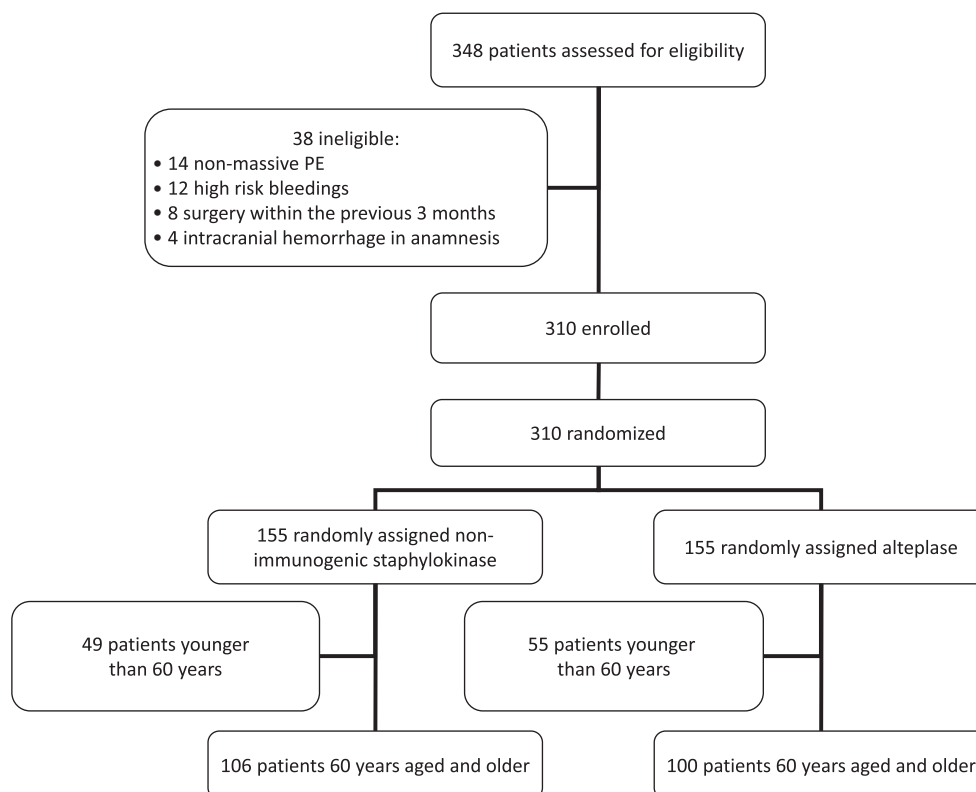 348 patients assessed for eligibility
38 ineligible:
• 14 non-massive PE
• 12 high risk bleedings
• 8 surgery within the previous 3 months
• 4 intracranial hemorrhage in anamnesis
310 enrolled
310 randomized
155 randomly assigned non-
immunogenic staphylokinase
155 randomly assigned alteplase
49 patients younger
than 60 years
55 patients younger
than 60 years
106 patients 60 years aged and older
100 patients 60 years aged and older